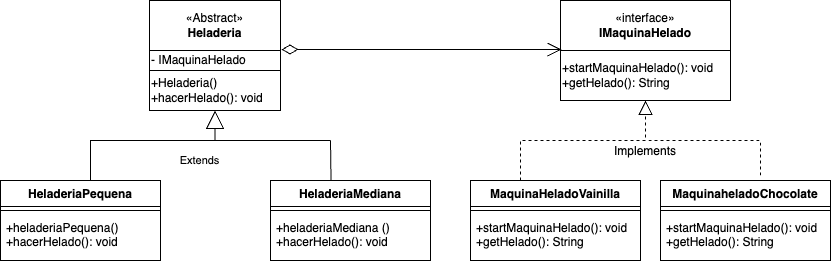 «Abstract»
Heladeria
- IMaquinaHelado
+Heladeria()
+hacerHelado(): void
«interface»
IMaquinaHelado
+startMaquinaHelado(): void
+getHelado(): String
Extends
Implements
HeladeriaPequena
+heladeriaPequena()
+hacerHelado(): void
HeladeriaMediana
+heladeriaMediana ()
+hacerHelado(): void
MaquinaHeladoVainilla
+startMaquinaHelado(): void
+getHelado(): String
MaquinaheladoChocolate
+startMaquinaHelado(): void
+getHelado(): String